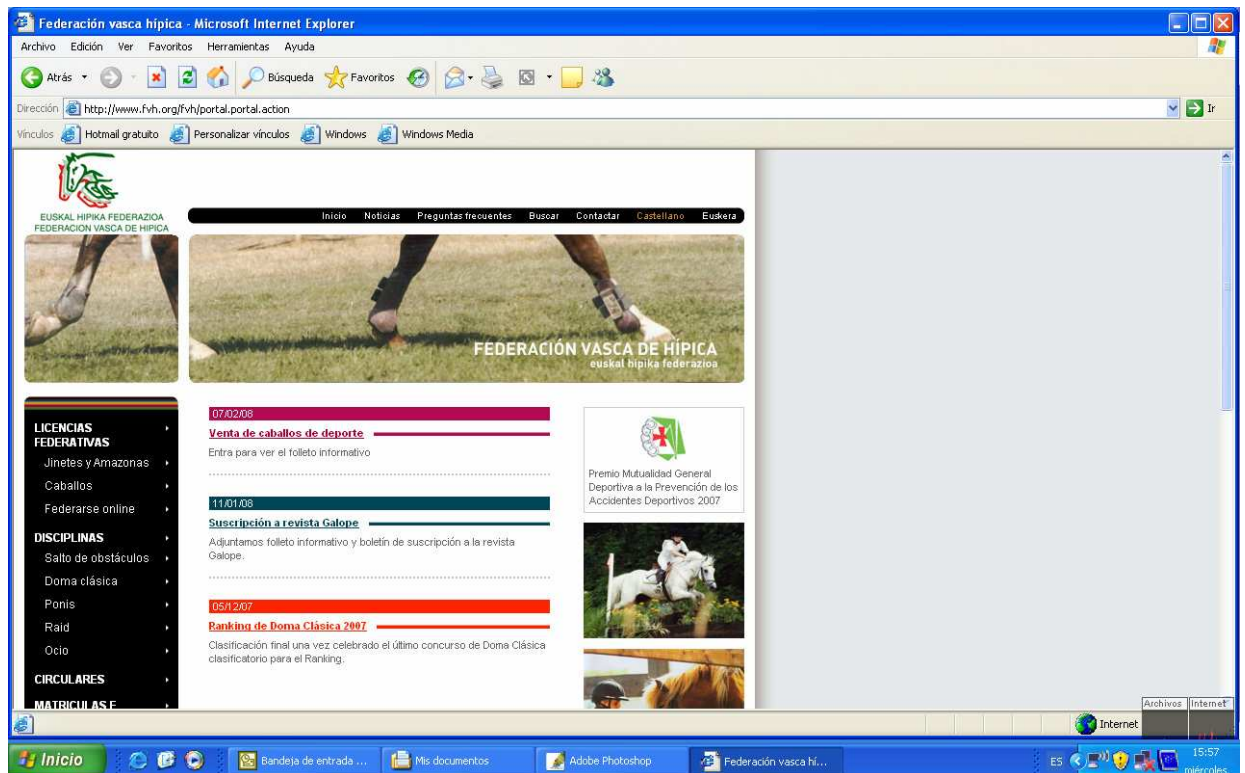 Federación vasca hípica - Microsoft Internet Explorer
Archivo Edición Ver Favoritos Herramientas Ayuda
Atrás Búsqueda Favoritos
Dirección http://www.fvh.org/fvh/portal.portal.action Ir
Vínculos Hotmail gratuito Personalizar vínculos Windows Windows Media
EUSKAL HIPIKA FEDERAZIOA
FEDERACION VASCA DE HIPICA
Inicio Noticias Preguntas frecuentes Buscar Contactar Castellano Euskera
FEDERACIÓN VASCA DE HÍPICA
euskal hipika federazioa
LICENCIAS
FEDERATIVAS
Jinetes y Amazonas
Caballos
Federarse online
DISCIPLINAS
Salto de obstáculos
Doma clásica
Ponis
Raid
Ocio
CIRCULARES
MATRICULAS E
07/02/08
Venta de caballos de deporte
Entra para ver el folleto informativo
11/01/08
Suscripción a revista Galope
Adjuntamos folleto informativo y boletín de suscripción a la revista
Galope.
05/12/07
Ranking de Doma Clásica 2007
Clasificación final una vez celebrado el último concurso de Doma Clásica
clasificatorio para el Ranking.
Premio Mutualidad General
Deportiva a la Prevención de los
Accidentes Deportivos 2007
Archivos Internet
Internet
Inicio Bandeja de entrada ... Mis documentos Adobe Photoshop Federación vasca hí... ES 15:57
miércoles